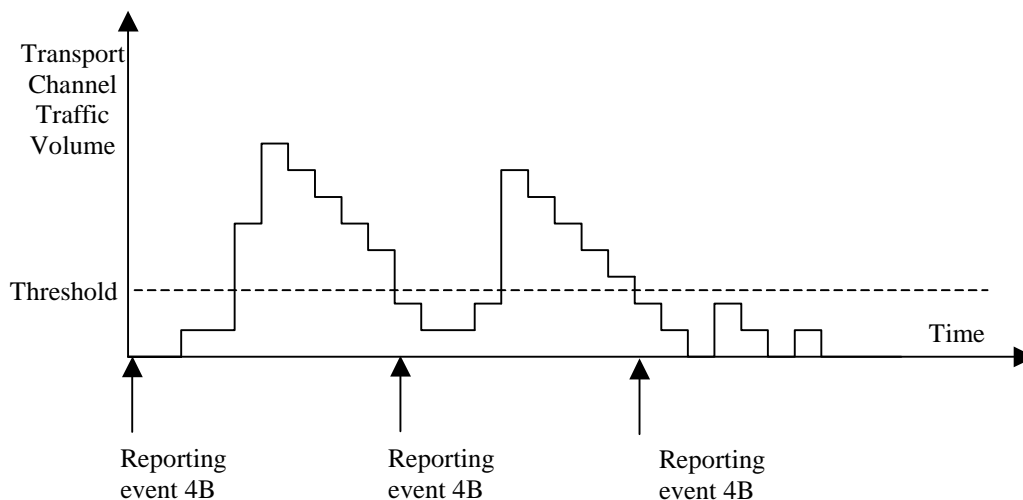 Transport
Channel
Traffic
Volume
Threshold
Time
Reporting
event 4B
Reporting
event 4B
Reporting
event 4B